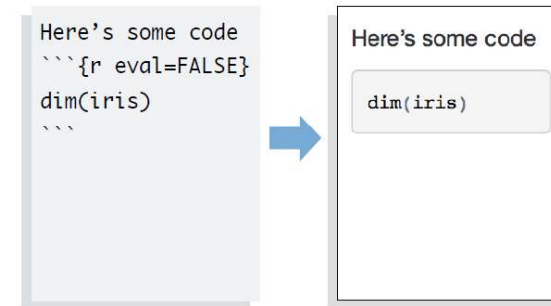 Here's some code
```{r eval=FALSE}
dim(iris)
```
Here's some code
dim(iris)